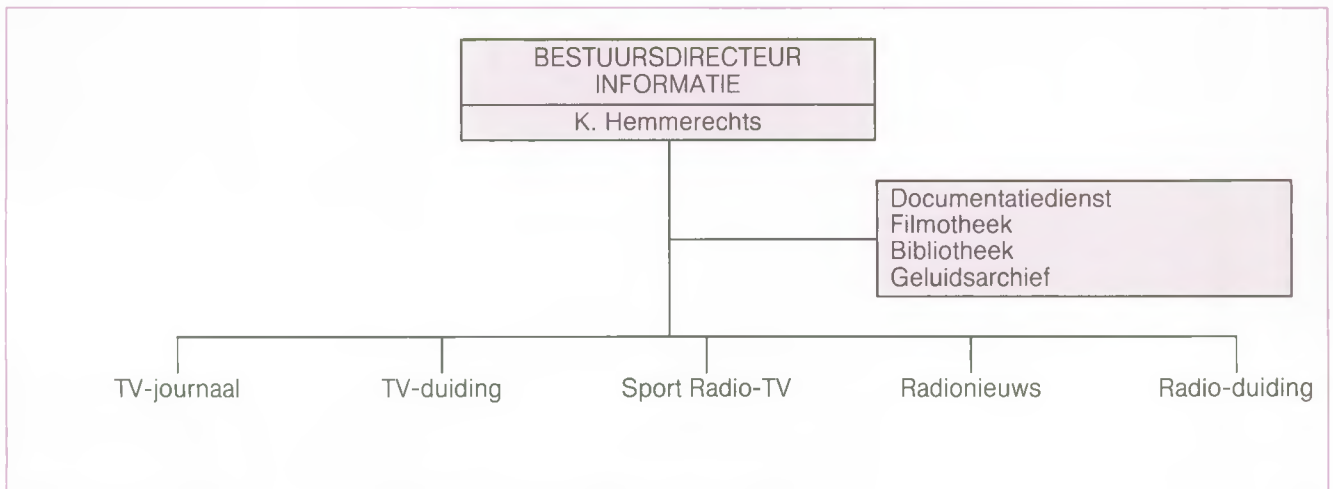 BESTUURSDIRECTEUR
INFORMATIE
K. Hemmerechts
Documentatiedienst
Filmotheek
Bibliotheek
Geluidsarchief
TV-journaal TV-duiding Sport Radio-TV Radionieuws Radio-duiding